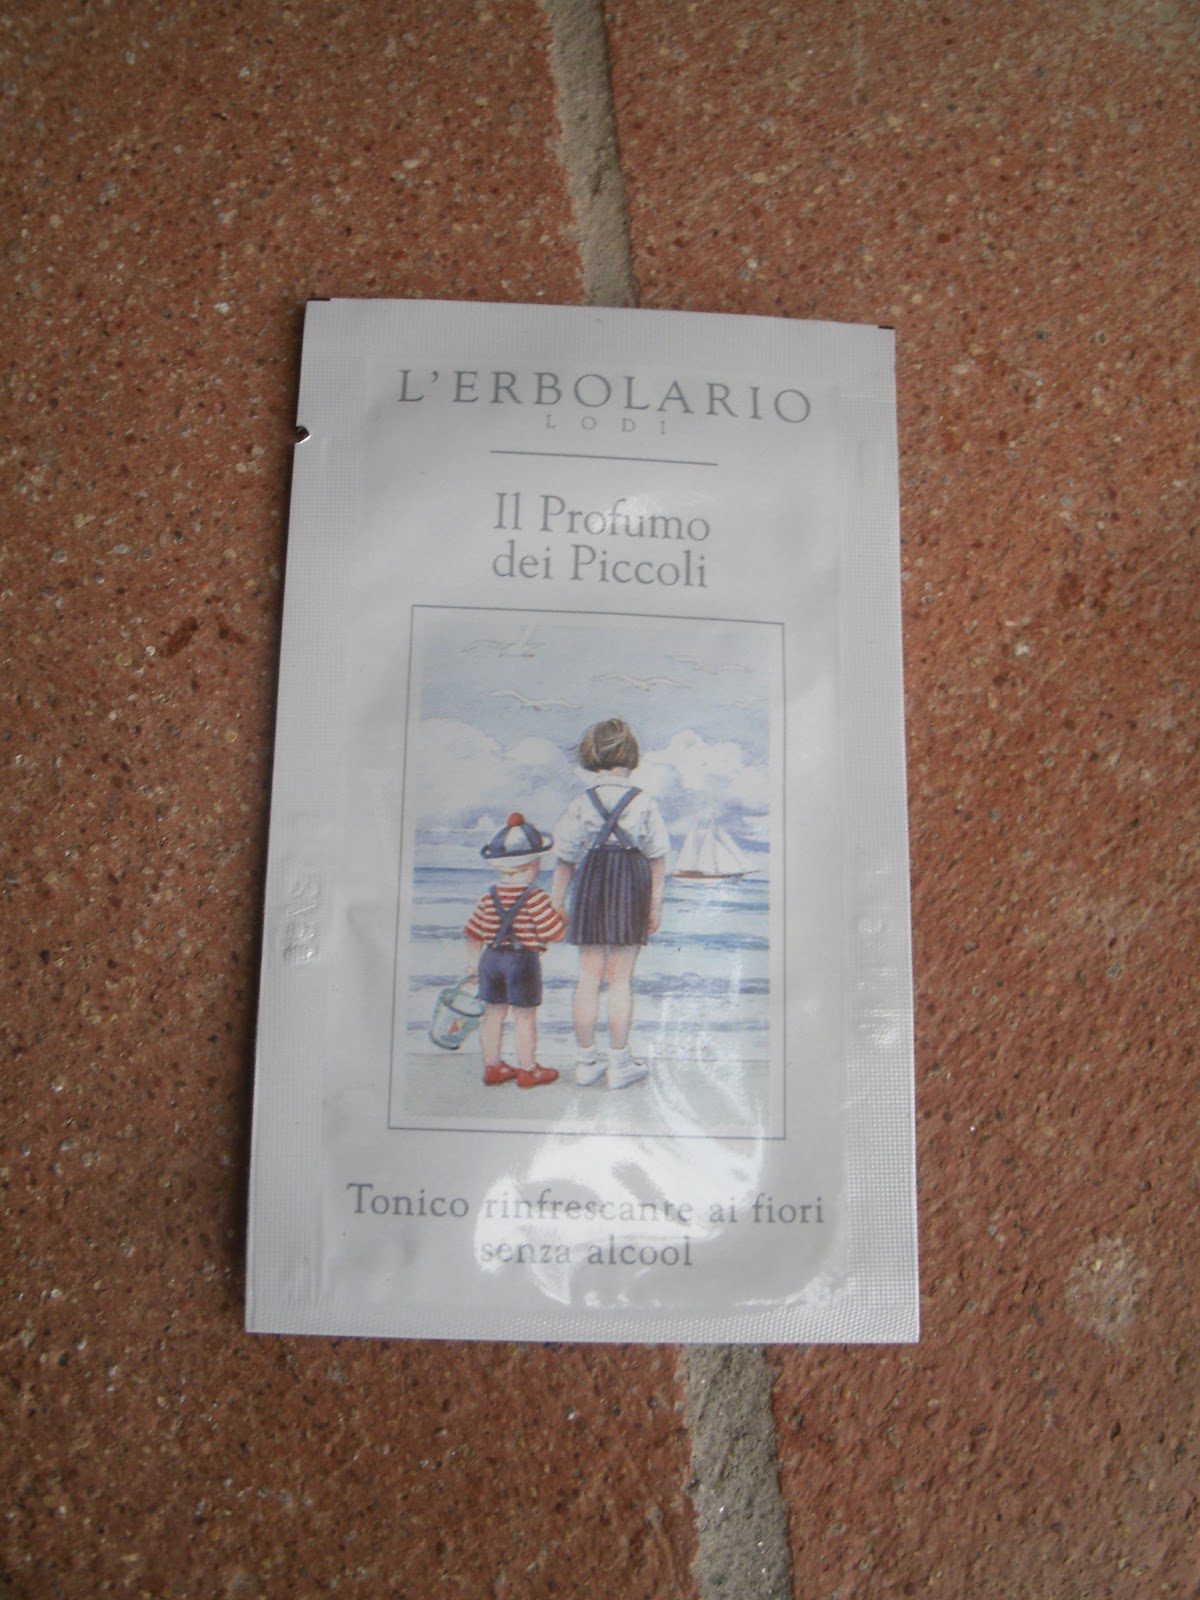 L'ERBOLARIO
LODI
Il Profumo
dei Piccoli
Tonico rinfrescante ai fiori
senza alcool